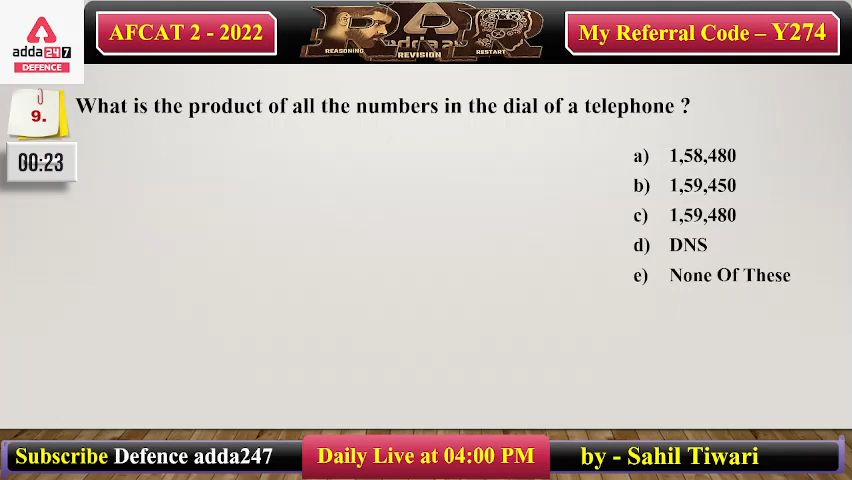 AFCAT 2 - 2022
RAR
REASONING
adda247
REVISION
RESTART
My Referral Code – Y274
adda247
DEFENCE
9.
What is the product of all the numbers in the dial of a telephone ?
00:23
a) 1,58,480
b) 1,59,450
c) 1,59,480
d) DNS
e) None Of These
Subscribe Defence adda247
Daily Live at 04:00 PM
by - Sahil Tiwari